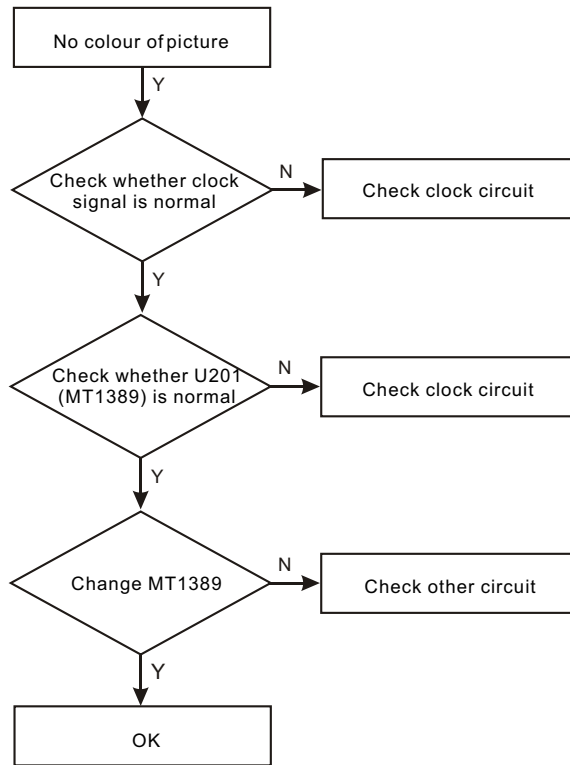 No colour of picture
Y
Check whether clock
signal is normal
N
Check clock circuit
Y
Check whether U201
(MT1389) is normal
N
Check clock circuit
Y
Change MT1389
N
Check other circuit
Y
OK